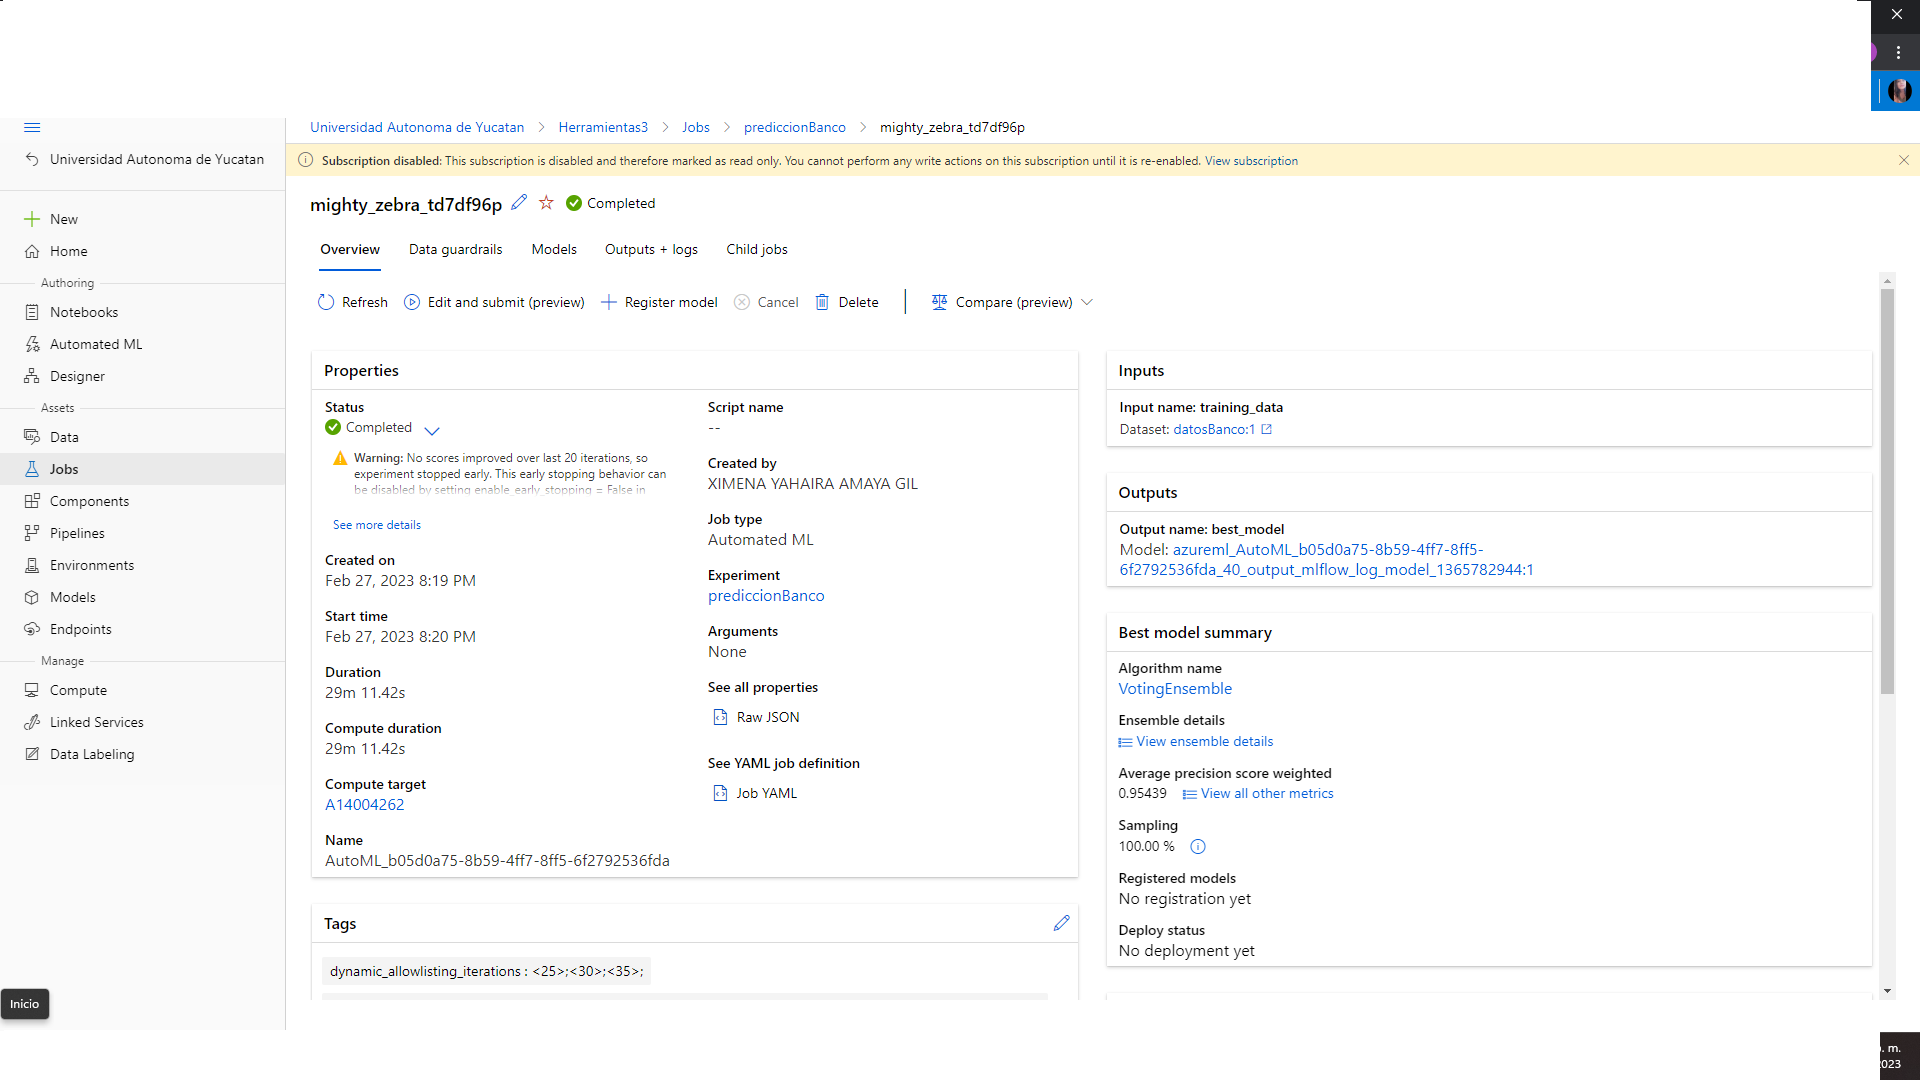 Universidad Autonoma de Yucatan > Herramientas3 > Jobs > prediccionBanco > mighty_zebra_td7df96p
Subscription disabled: This subscription is disabled and therefore marked as read only. You cannot perform any write actions on this subscription until it is re-enabled. View subscription
Universidad Autonoma de Yucatan
New
Home
Authoring
Notebooks
Automated ML
Designer
Assets
Data
Jobs
Components
Pipelines
Environments
Models
Endpoints
Manage
Compute
Linked Services
Data Labeling
Inicio
mighty_zebra_td7df96p Completed
Overview Data guardrails Models Outputs + logs Child jobs
Refresh Edit and submit (preview) Register model Cancel Delete Compare (preview)
Properties
Status
Completed
Warning: No scores improved over last 20 iterations, so
experiment stopped early. This early stopping behavior can
be disabled by setting enable_early_stopping = False in
See more details
Created on
Feb 27, 2023 8:19 PM
Start time
Feb 27, 2023 8:20 PM
Duration
29m 11.42s
Compute duration
29m 11.42s
Compute target
A14004262
Name
AutoML_b05d0a75-8b59-4ff7-8ff5-6f2792536fda
Script name
--
Created by
XIMENA YAHAIRA AMAYA GIL
Job type
Automated ML
Experiment
prediccionBanco
Arguments
None
See all properties
Raw JSON
See YAML job definition
Job YAML
Tags
dynamic_allowlisting_iterations : <25>;<30>;<35>;
Inputs
Input name: training_data
Dataset: datosBanco:1
Outputs
Output name: best_model
Model: azureml_AutoML_b05d0a75-8b59-4ff7-8ff5-
6f2792536fda_40_output_mlflow_log_model_1365782944:1
Best model summary
Algorithm name
VotingEnsemble
Ensemble details
View ensemble details
Average precision score weighted
0.95439 View all other metrics
Sampling
100.00 %
Registered models
No registration yet
Deploy status
No deployment yet
. m.
2023